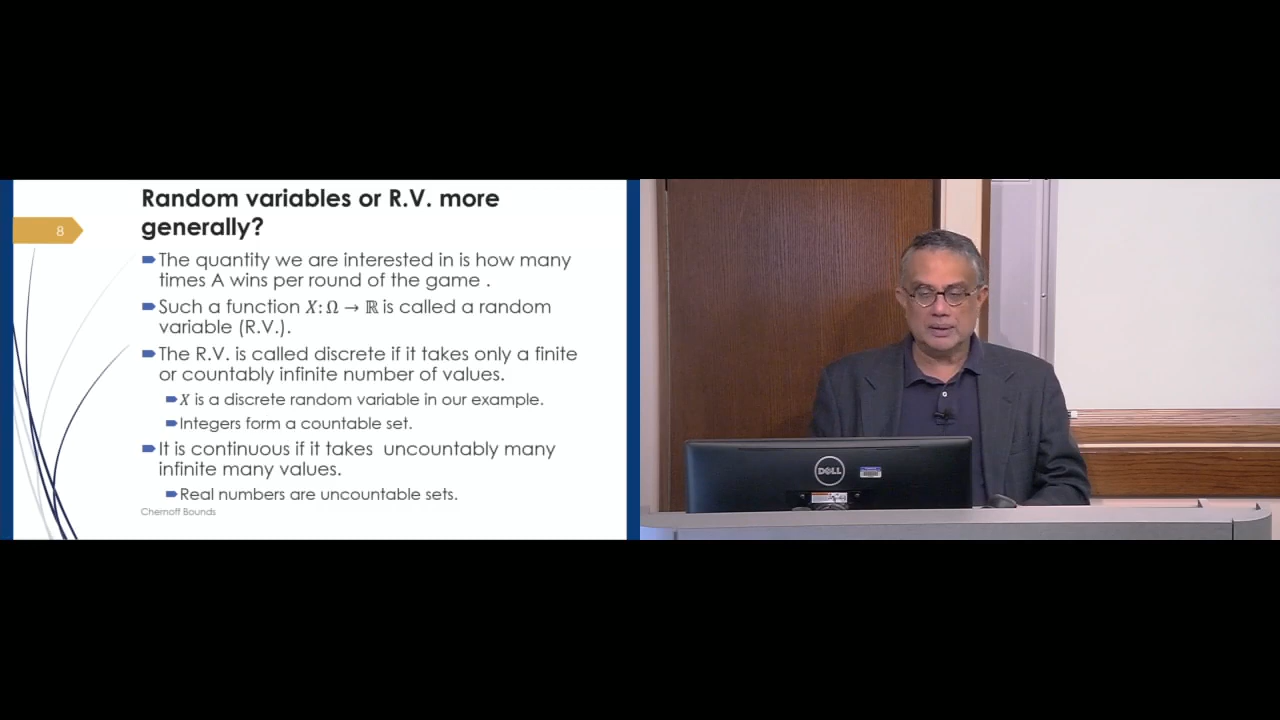 Random variables or R.V. more
generally?
8
The quantity we are interested in is how many
times A wins per round of the game .
Such a function X: Ω → ℝ is called a random
variable (R.V.).
The R.V. is called discrete if it takes only a finite
or countably infinite number of values.
X is a discrete random variable in our example.
Integers form a countable set.
It is continuous if it takes  uncountably many
infinite many values.
Real numbers are uncountable sets.
Chernoff Bounds
DELL